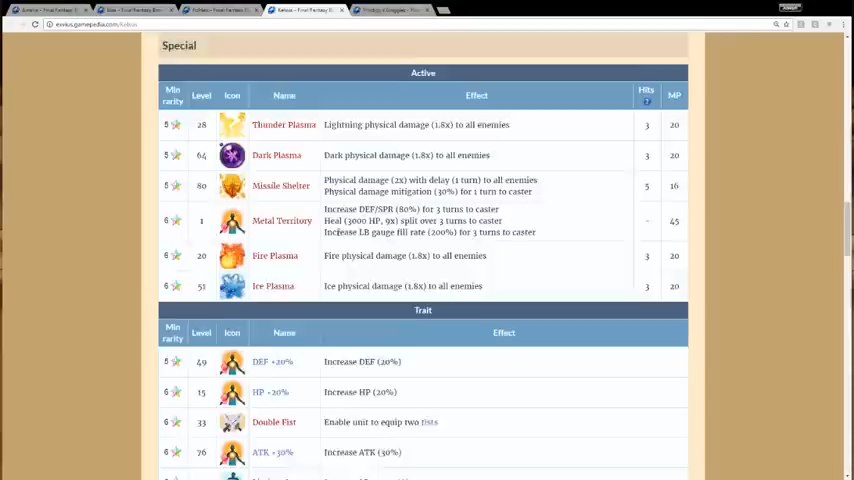 exvius.gamepedia.com/Kelsus
Special
Active
Min rarity Level Icon Name Effect Hits MP
5 28 Thunder Plasma Lightning physical damage (1.8x) to all enemies 3 20
5 64 Dark Plasma Dark physical damage (1.8x) to all enemies 3 20
5 80 Missile Shelter Physical damage (2x) with delay (1 turn) to all enemies 5 16
Physical damage mitigation (30%) for 1 turn to caster
6 1 Metal Territory Increase DEF/SPR (80%) for 3 turns to caster - 45
Heal (3000 HP, 9x) split over 3 turns to caster
Increase LB gauge fill rate (200%) for 3 turns to caster
6 20 Fire Plasma Fire physical damage (1.8x) to all enemies 3 20
6 51 Ice Plasma Ice physical damage (1.8x) to all enemies 3 20
Trait
Min rarity Level Icon Name Effect
5 49 DEF +20% Increase DEF (20%)
6 15 HP +20% Increase HP (20%)
6 33 Double Fist Enable unit to equip two fists
6 76 ATK +30% Increase ATK (30%)